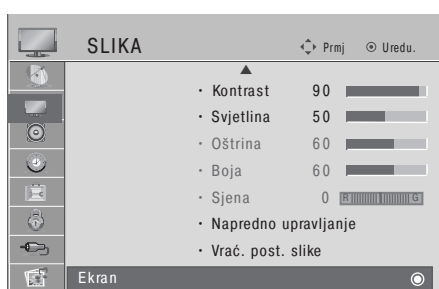 SLIKA Prmj Uredu.
• Kontrast 90
• Svjetlina 50
• Oštrina 60
• Boja 60
• Sjena 0 R G
• Napredno upravljanje
• Vrać. post. slike
Ekran